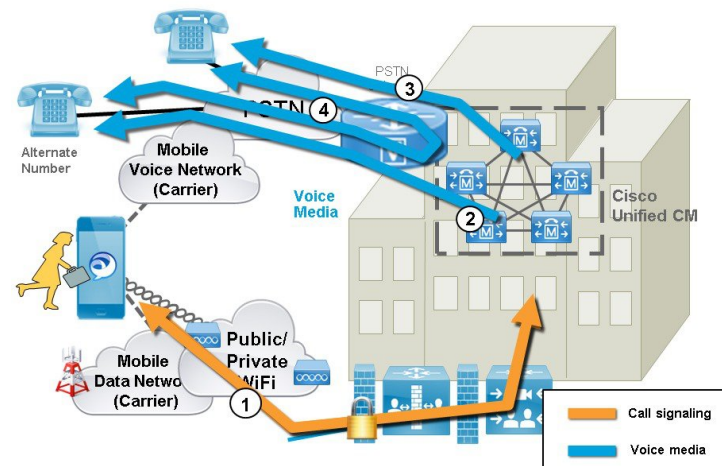 PSTN
3
PSTN
4
Alternate
Number
Mobile
Voice Network
(Carrier)
Voice
Media
M
M
M
M
M
V
2
Cisco
Unified CM
Public/
Private
WiFi
Mobile
Data Netwo
(Carrier)
1
Call signaling
Voice media